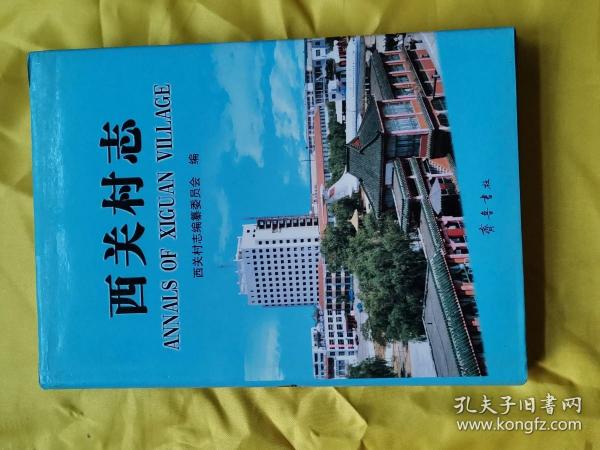 西关村志
ANNALS OF XIGUAN VILLAGE
西关村志编纂委员会 编
齐鲁书社
孔夫子旧书网
www.kongfz.com